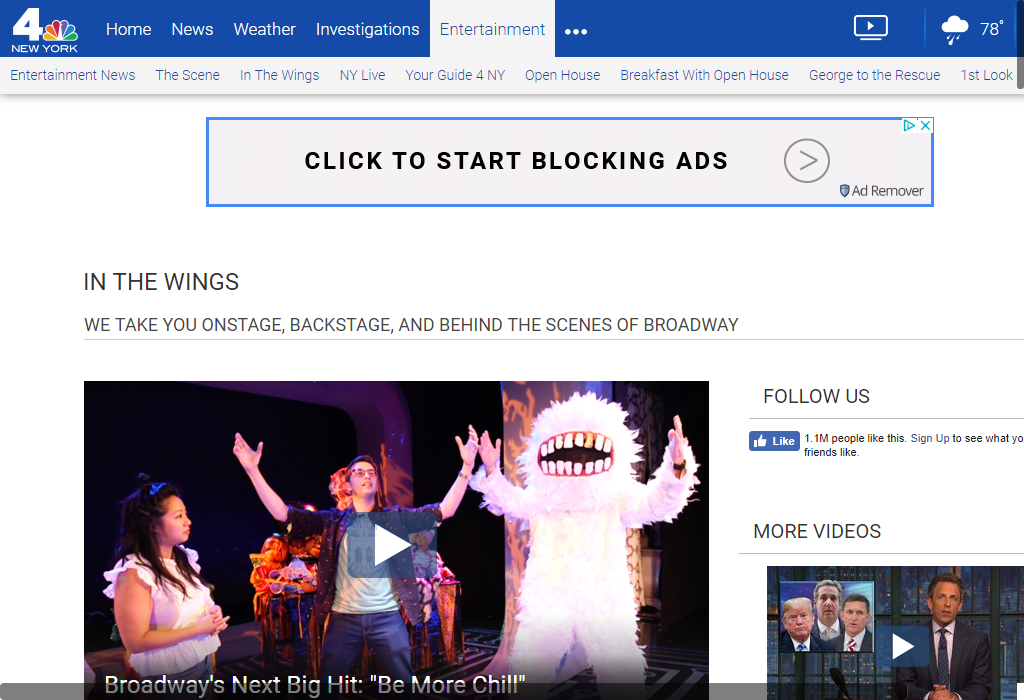 4
NEW YORK
Home News Weather Investigations Entertainment •••
78°
Entertainment News The Scene In The Wings NY Live Your Guide 4 NY Open House Breakfast With Open House George to the Rescue 1st Look
CLICK TO START BLOCKING ADS
Ad Remover
IN THE WINGS
WE TAKE YOU ONSTAGE, BACKSTAGE, AND BEHIND THE SCENES OF BROADWAY
Broadway's Next Big Hit: "Be More Chill"
FOLLOW US
Like
1.1M people like this. Sign Up to see what yo
friends like.
MORE VIDEOS